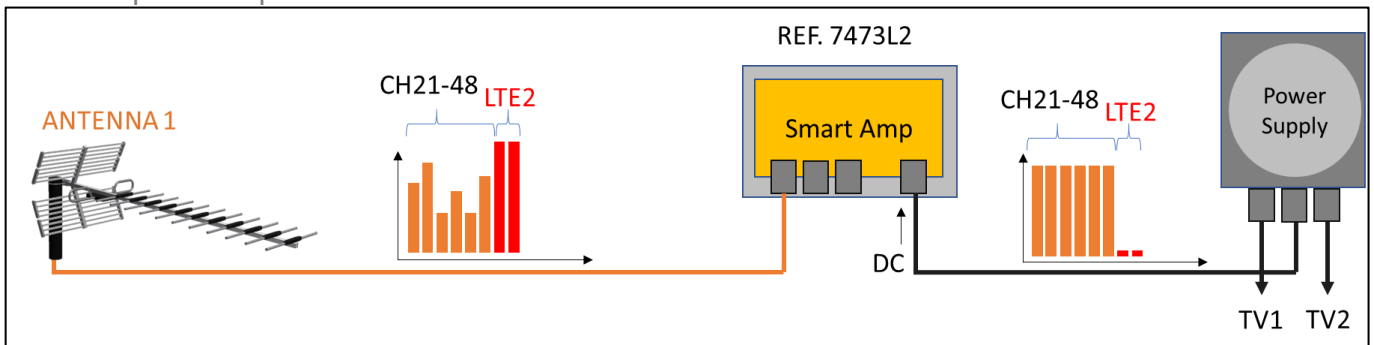 REF. 7473L2
CH21-48
LTE2
ANTENNA 1
Smart Amp
CH21-48
LTE2
Power
Supply
DC
TV1
TV2